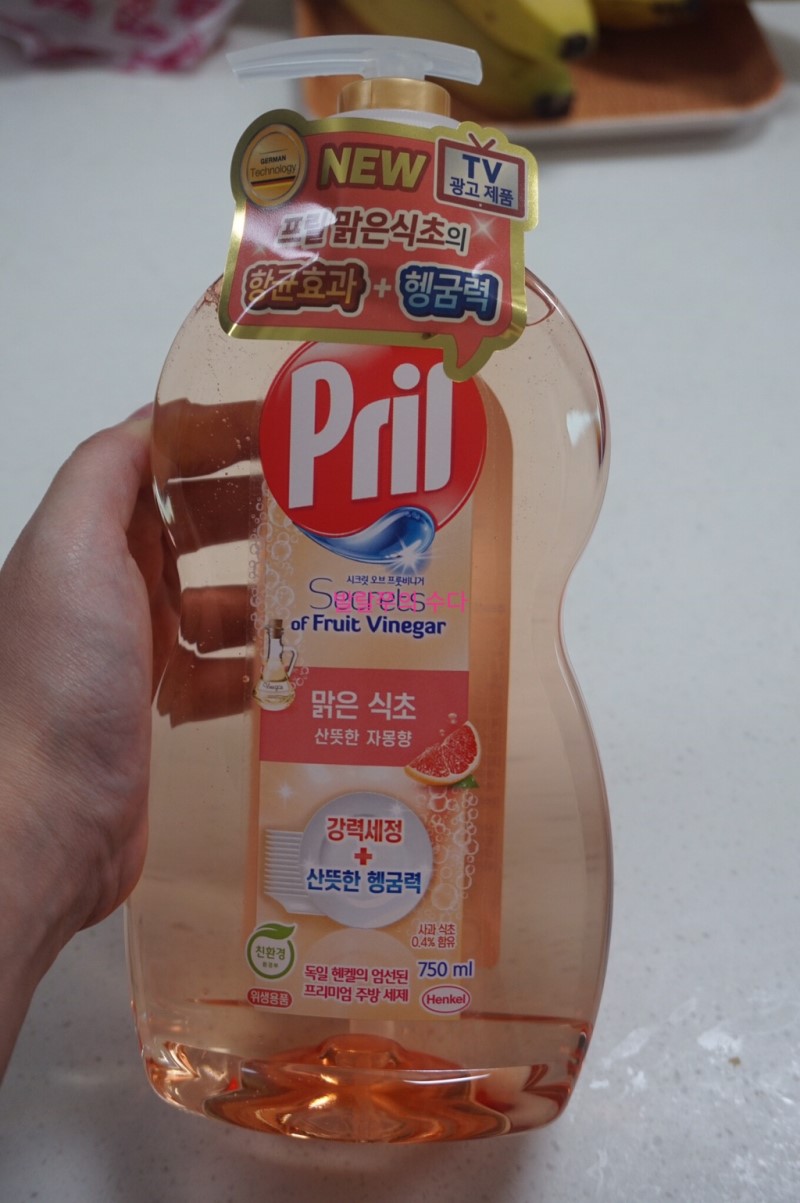 GERMAN
Technology
NEW
TV
광고 제품
프릴 맑은식초의
항균효과 + 헹굼력
Pril
시크릿 오브 프룻비니거
Secrets
of Fruit Vinegar
맑은 식초
산뜻한 자몽향
강력세정
+
산뜻한 헹굼력
사과 식초
0.4% 함유
친환경
위생용품
독일 헨켈의 엄선된
프리미엄 주방 세제
750 ml
Henkel